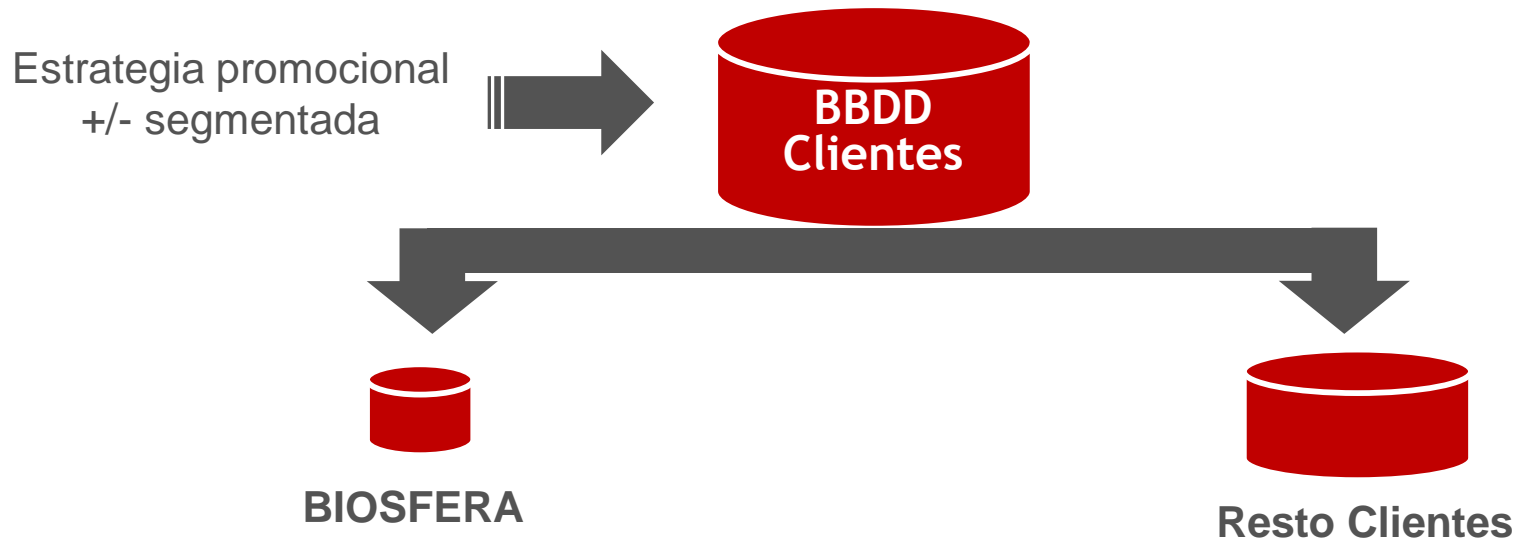 Estrategia promocional
+/- segmentada
BBDD
Clientes
BIOSFERA
Resto Clientes